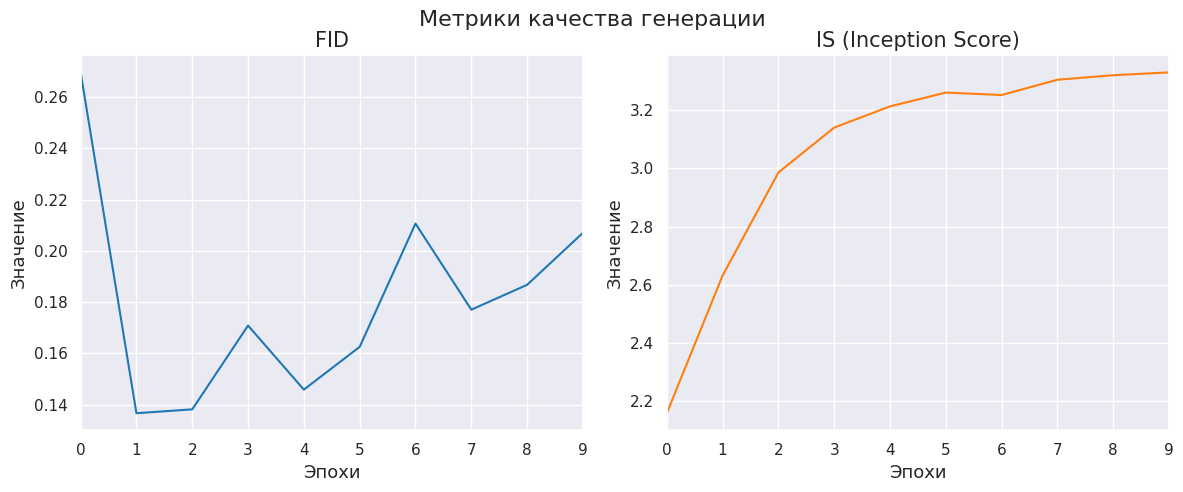 Метрики качества генерации
FID
Значение
0.26
0.24
0.22
0.20
0.18
0.16
0.14
0 1 2 3 4 5 6 7 8 9
Эпохи
IS (Inception Score)
Значение
3.2
3.0
2.8
2.6
2.4
2.2
0 1 2 3 4 5 6 7 8 9
Эпохи